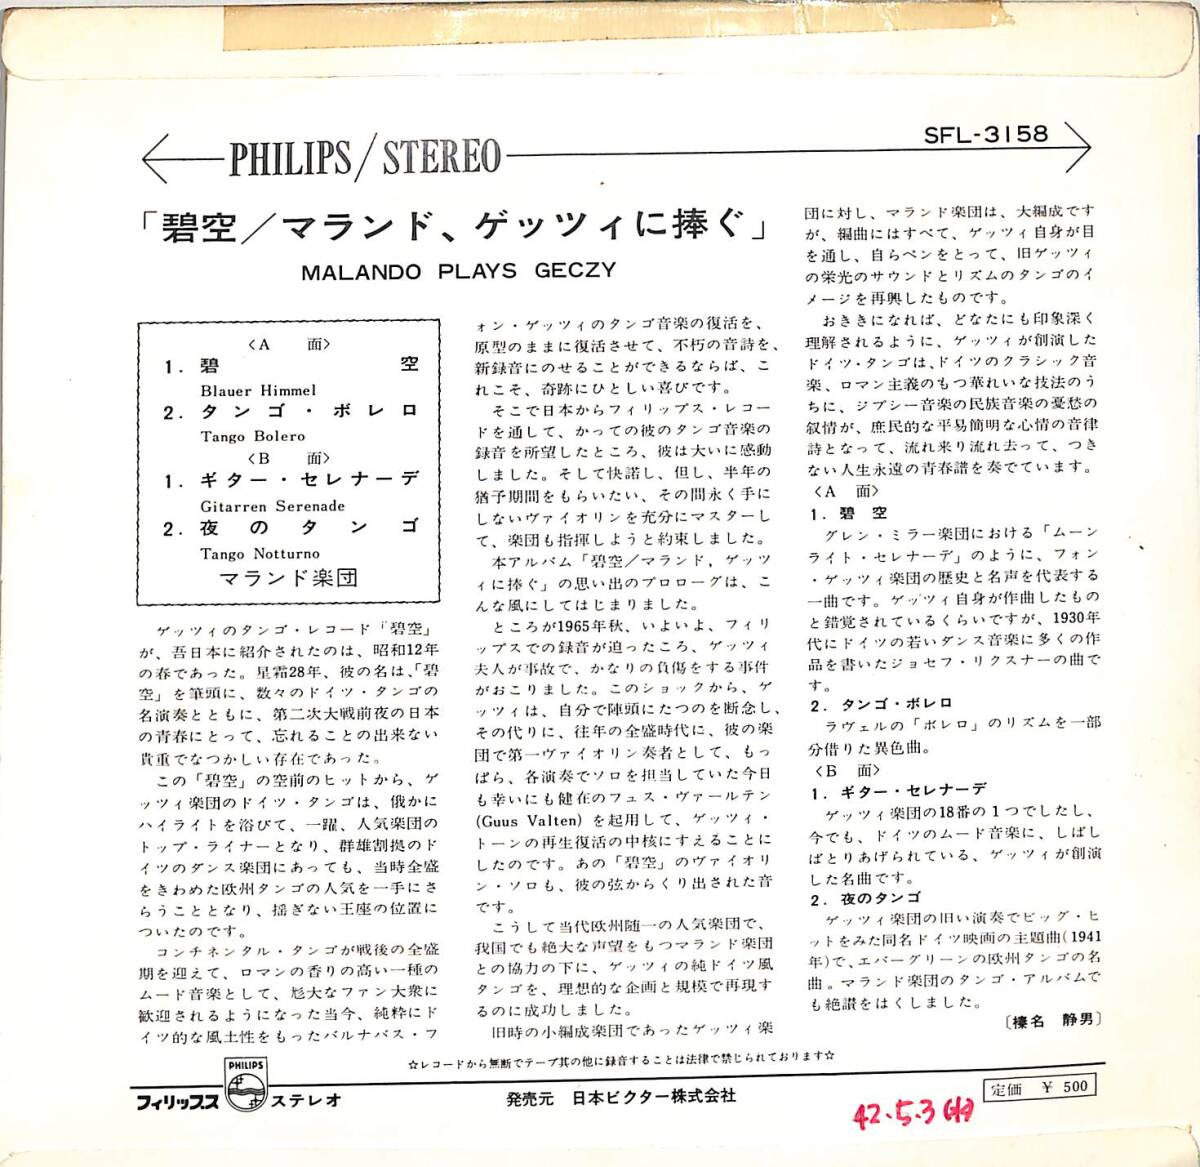 PHILIPS/STEREO
SFL-3158
「碧空/マランド、ゲッツィに捧ぐ」
MALANDO PLAYS GECZY
〈A 面〉
1. 碧 空
Blauer Himmel
2. タンゴ・ボレロ
Tango Bolero
〈B 面〉
1. ギター・セレナーデ
Gitarren Serenade
2. 夜のタンゴ
Tango Notturno
マランド楽団
ゲッツィのタンゴ・レコード「碧空」
が、吾日本に紹介されたのは、昭和12年
の春であった。星霜28年、彼の名は、「碧
空」を筆頭に、数々のドイツ・タンゴの
名演奏とともに、第二次大戦前夜の日本
の青春にとって、忘れることの出来ない
貴重でなつかしい存在であった。
この「碧空」の空前のヒットから、ゲ
ッツィ楽団のドイツ・タンゴは、俄かに
ハイライトを浴びて、一躍、人気楽団の
トップ・ライナーとなり、群雄割拠のド
イツのダンス楽団にあっても、当時全盛
をきわめた欧州タンゴの人気を一手にさ
らうこととなり、揺ぎない王座の位置に
ついたのです。
コンチネンタル・タンゴが戦後の全盛
期を迎えて、ロマンの香りの高い一種の
ムード音楽として、尨大なファン大衆に
歓迎されるようになった当今、純粋にド
イツ的な風土性をもったバルナバス・フ
ォン・ゲッツィのタンゴ音楽の復活を、
原型のままに復活させて、不朽の音詩を、
新録音にのせることができるならば、こ
れこそ、奇跡にひとしい喜びです。
そこで日本からフィリップス・レコー
ドを通して、かっての彼のタンゴ音楽の
録音を所望したところ、彼は大いに感動
しました。そして快諾し、但し、半年の
猶予期間をもらいたい、その間永く手に
しないヴァイオリンを充分にマスターし
て、楽団も指揮しようと約束しました。
本アルバム「碧空/マランド，ゲッツ
ィに捧ぐ」の思い出のプロローグは、こ
んな風にしてはじまりました。
ところが1965年秋、いよいよ、フィリ
ップスでの録音が迫ったころ、ゲッツィ
夫人が事故で、かなりの負傷をする事件
がおこりました。このショックから、ゲ
ッツィは、自分で陣頭にたつのを断念し、
その代りに、往年の全盛時代に、彼の楽
団で第一ヴァイオリン奏者として、もっ
ぱら、各演奏でソロを担当していた今日
も幸いにも健在のフュス・ヴァールテン
(Guus Valten) を起用して、ゲッツィ・
トーンの再生復活の中核にすえることに
したのです。あの「碧空」のヴァイオリ
ン・ソロも、彼の弦からくり出された音
です。
こうして当代欧州随一の人気楽団で、
我国でも絶大な声望をもつマランド楽団
との協力の下に、ゲッツィの純ドイツ風
タンゴを、理想的な企画と規模で再現す
るのに成功しました。
旧時の小編成楽団であったゲッツィ楽
団に対し、マランド楽団は、大編成です
が、編曲にはすべて、ゲッツィ自身が目
を通し、自らペンをとって、旧ゲッツィ
の栄光のサウンドとリズムのタンゴのイ
メージを再興したものです。
おききになれば、どなたにも印象深く
理解されるように、ゲッツィが創演した
ドイツ・タンゴは、ドイツのクラシック音
楽、ロマン主義のもつ華れいな技法のう
ちに、ジプシー音楽の民族音楽の憂愁の
叙情が、庶民的な平易簡明な心情の音律
詩となって、流れ来り流れ去って、つき
ない人生永遠の青春譜を奏でています。
〈A 面〉
1. 碧 空
グレン・ミラー楽団における「ムーン
ライト・セレナーデ」のように、フォン
・ゲッツィ楽団の歴史と名声を代表する
一曲です。ゲッツィ自身が作曲したもの
と錯覚されているくらいですが、1930年
代にドイツの若いダンス音楽に多くの作
品を書いたジョセフ・リクスナーの曲で
す。
2. タンゴ・ボレロ
ラヴェルの「ボレロ」のリズムを一部
分借りた異色曲。
〈B 面〉
1. ギター・セレナーデ
ゲッツィ楽団の18番の1つでしたし、
今でも、ドイツのムード音楽に、しばし
ばとりあげられている、ゲッツィが創演
した名曲です。
2. 夜のタンゴ
ゲッツィ楽団の旧い演奏でビッグ・ヒ
ットをみた同名ドイツ映画の主題曲(1941
年)で、エバーグリーンの欧州タンゴの名
曲。マランド楽団のタンゴ・アルバムで
も絶讃をはくしました。
〔榛名 静男〕
☆レコードから無断でテープ其の他に録音することは法律で禁じられております☆
フィリップス PHILIPS ステレオ
発売元 日本ビクター株式会社
定価 ¥ 500
42.5.3